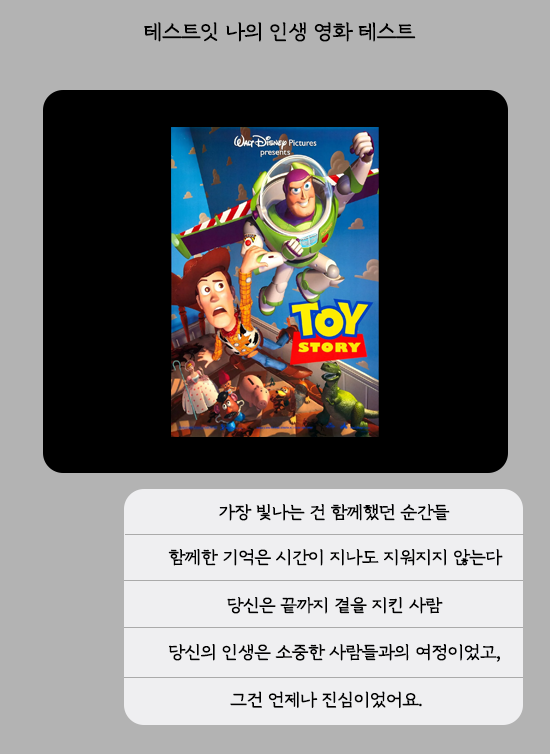 테스트잇 나의 인생 영화 테스트
WALT DISNEY Pictures
presents
TOY
STORY
가장 빛나는 건 함께했던 순간들
함께한 기억은 시간이 지나도 지워지지 않는다
당신은 끝까지 곁을 지킨 사람
당신의 인생은 소중한 사람들과의 여정이었고,
그건 언제나 진심이었어요.